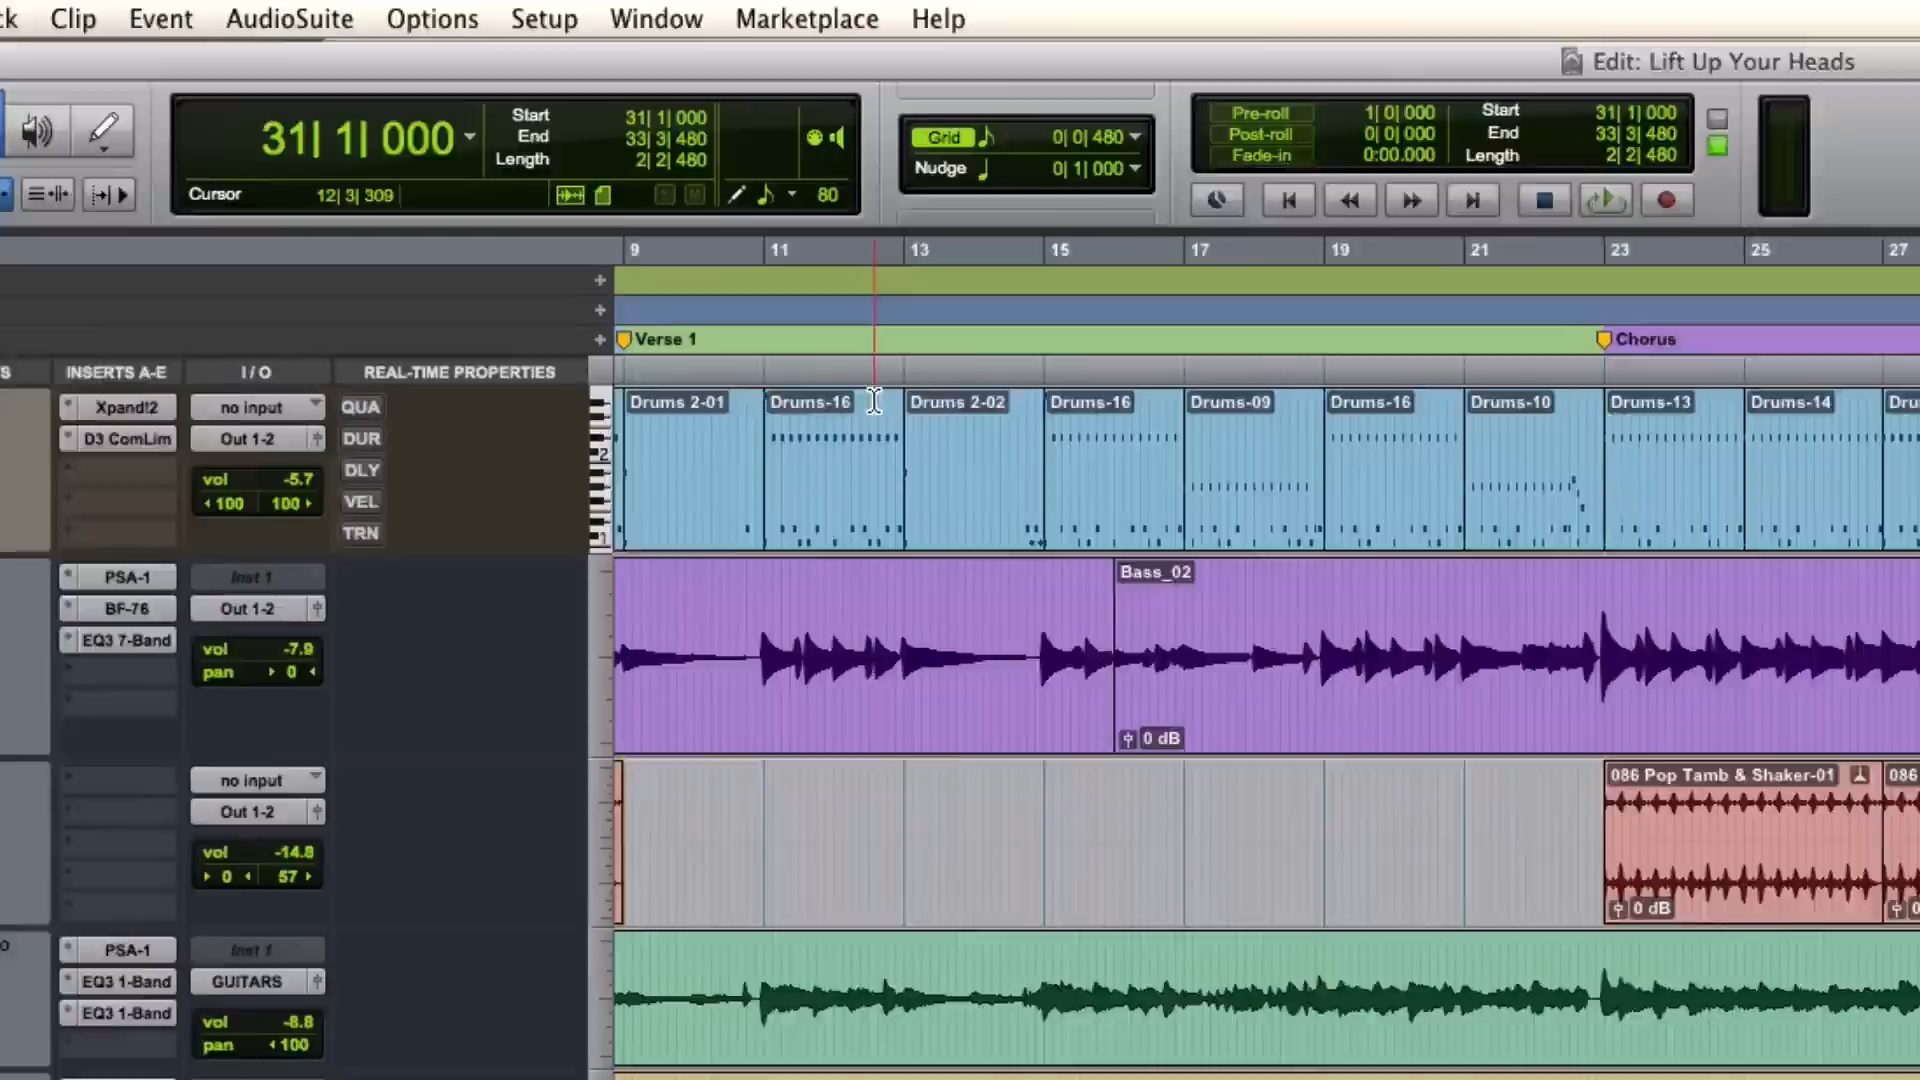 Clip Event AudioSuite Options Setup Window Marketplace Help
Edit: Lift Up Your Heads
31| 1| 000
Start 31| 1| 000
End 33| 3| 480
Length 2| 2| 480
Cursor 12| 3| 309
S M
80
Grid 0| 0| 480
Nudge 0| 1| 000
Pre-roll 1| 0| 000
Post-roll 0| 0| 000
Fade-in 0:00.000
Start 31| 1| 000
End 33| 3| 480
Length 2| 2| 480
9 11 13 15 17 19 21 23 25 27
Verse 1 Chorus
INSERTS A-E I / O REAL-TIME PROPERTIES
Xpand!2 no input QUA
D3 ComLim Out 1-2 DUR
DLY
vol -5.7
100 100
VEL
TRN
2
1
Drums 2-01 Drums-16 Drums 2-02 Drums-16 Drums-09 Drums-16 Drums-10 Drums-13 Drums-14 Dru
PSA-1 Inst 1
BF-76 Out 1-2
EQ3 7-Band
vol -7.9
pan 0
Bass_02
0 dB
no input
Out 1-2
vol -14.8
0 57
086 Pop Tamb & Shaker-01 086
0 dB 0
PSA-1 Inst 1
EQ3 1-Band GUITARS
EQ3 1-Band
vol -8.8
pan 100